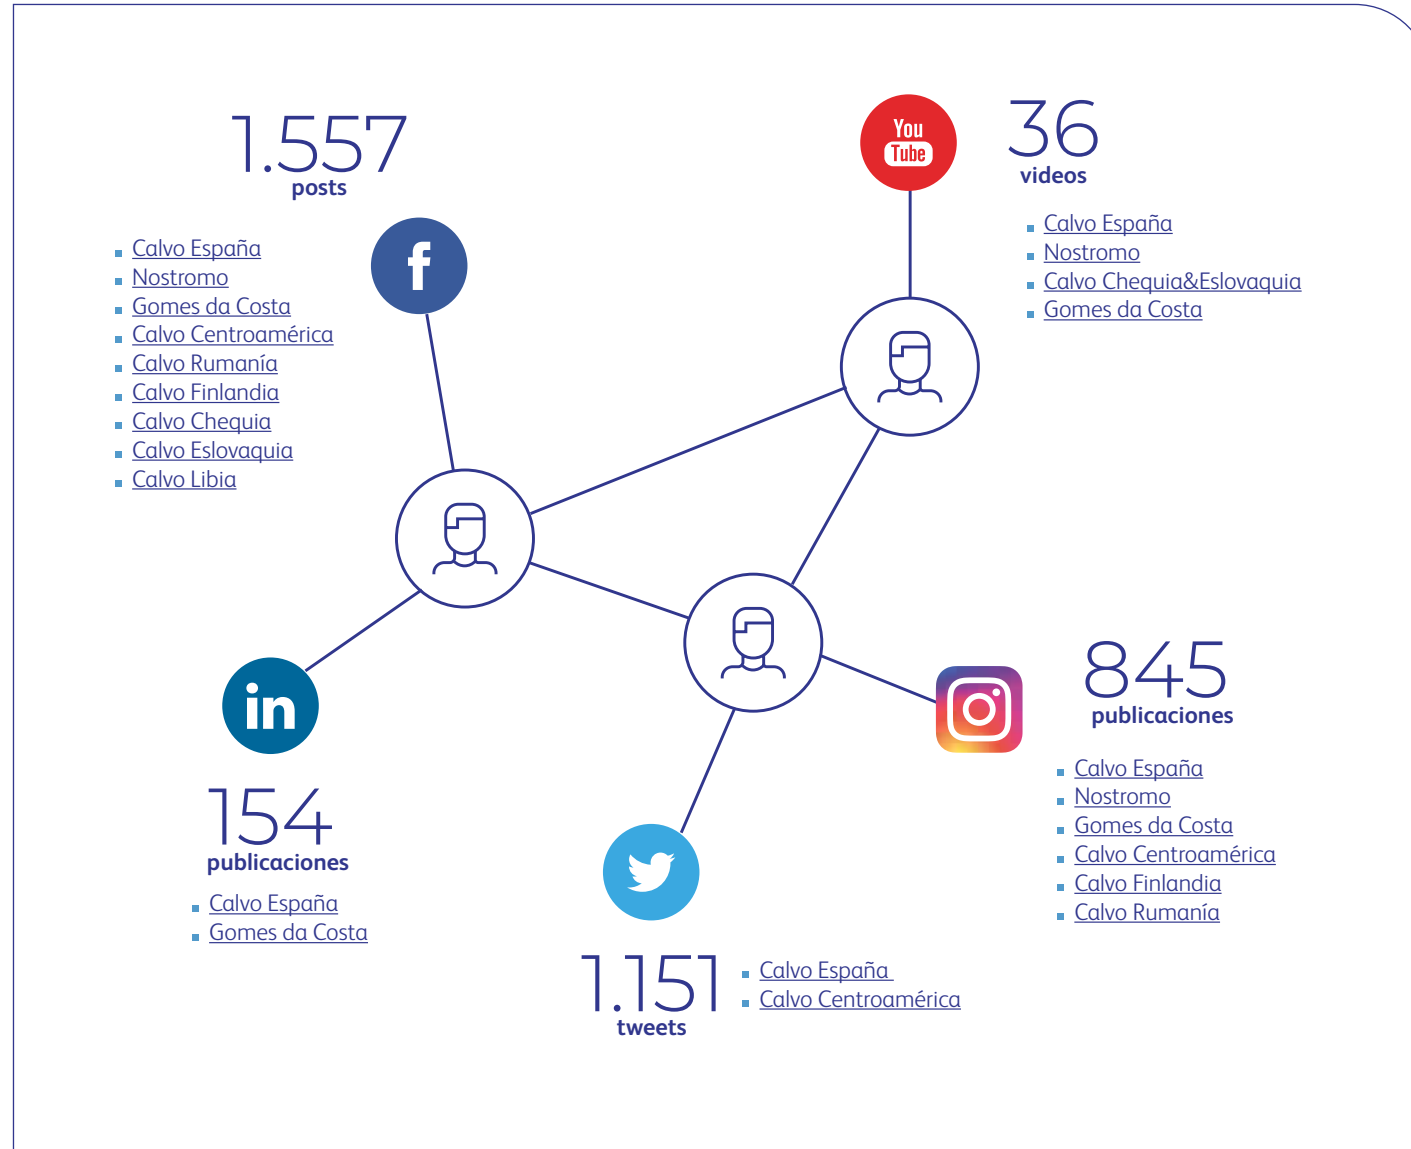 1.557
posts
Calvo España
Nostromo
Gomes da Costa
Calvo Centroamérica
Calvo Rumanía
Calvo Finlandia
Calvo Chequia
Calvo Eslovaquia
Calvo Libia
f
You
Tube
36
videos
Calvo España
Nostromo
Calvo Chequia&Eslovaquia
Gomes da Costa
in
154
publicaciones
Calvo España
Gomes da Costa
1.151
tweets
Calvo España
Calvo Centroamérica
845
publicaciones
Calvo España
Nostromo
Gomes da Costa
Calvo Centroamérica
Calvo Finlandia
Calvo Rumanía